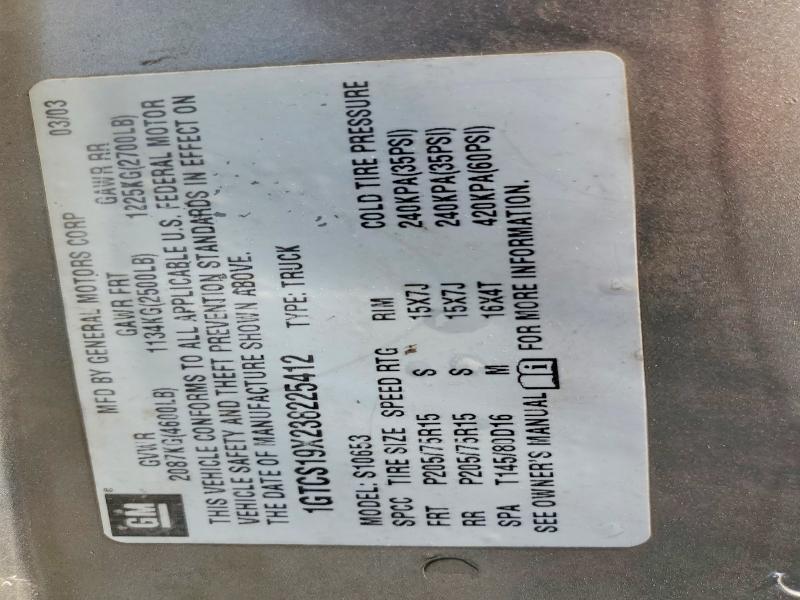 MFD BY GENERAL MOTORS CORP 03/03
GM
GVWR GAWR FRT GAWR RR
2087KG(4600LB) 1134KG(2500LB) 1225KG(2700LB)
THIS VEHICLE CONFORMS TO ALL APPLICABLE U.S. FEDERAL MOTOR
VEHICLE SAFETY AND THEFT PREVENTION STANDARDS IN EFFECT ON
THE DATE OF MANUFACTURE SHOWN ABOVE.
1GTCS19X238225412 TYPE: TRUCK
MODEL: S10653
SPCC TIRE SIZE SPEED RTG RIM COLD TIRE PRESSURE
FRT P205/75R15 S 15X7J 240KPA(35PSI)
RR P205/75R15 S 15X7J 240KPA(35PSI)
SPA T145/80D16 M 16X4T 420KPA(60PSI)
SEE OWNER'S MANUAL FOR MORE INFORMATION.